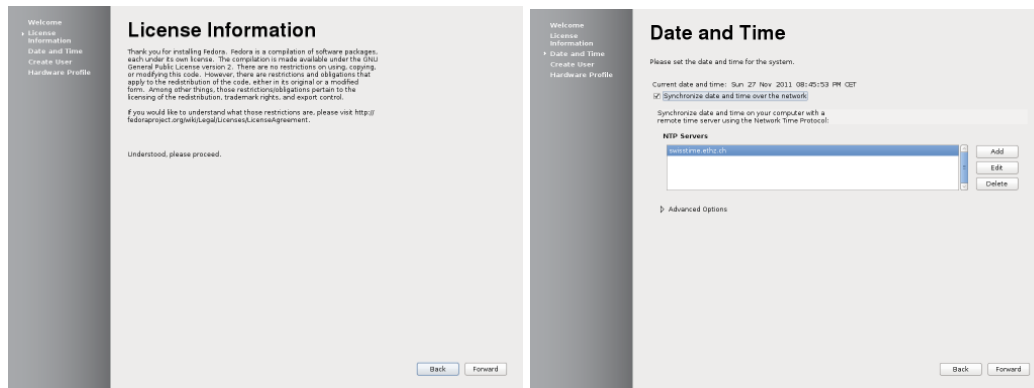 Welcome
License
Information
Date and Time
Create User
Hardware Profile
License Information
Thank you for installing Fedora. Fedora is a compilation of software packages,
each under its own license. The compilation is made available under the GNU
General Public License version 2. There are no restrictions on using, copying,
or modifying this code. However, there are restrictions and obligations that
apply to the redistribution of the code, either in its original or a modified
form. Among other things, those restrictions/obligations pertain to the
licensing of the redistribution, trademark rights, and export control.
If you would like to understand what those restrictions are, please visit http://
fedoraproject.org/wiki/Legal/Licenses/LicenseAgreement.
Understood, please proceed.
Back
Forward
Welcome
License
Information
Date and Time
Create User
Hardware Profile
Date and Time
Please set the date and time for the system.
Current date and time: Sun 27 Nov 2011 08:45:53 PM CET
Synchronize date and time over the network
Synchronize date and time on your computer with a
remote time server using the Network Time Protocol:
NTP Servers
swisstime.ethz.ch
Add
Edit
Delete
Advanced Options
Back
Forward